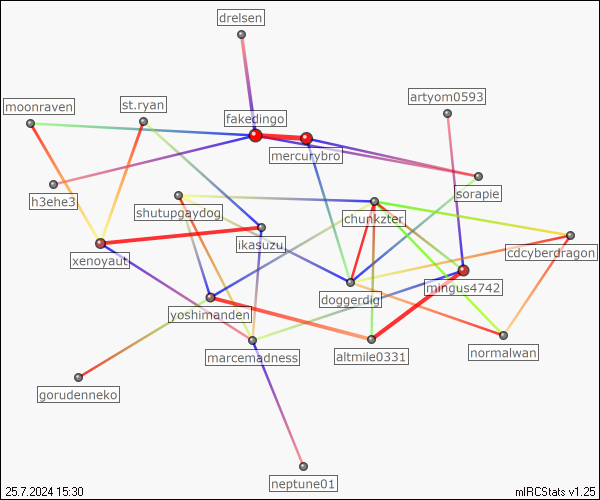 drelsen
artyom0593
moonraven
st.ryan
fakedingo
mercurybro
h3ehe3
sorapie
shutupgaydog
chunkzter
ikasuzu
cdcyberdragon
xenoyaut
mingus4742
doggerdig
yoshimanden
marcemadness
altmile0331
normalwan
gorudenneko
neptune01
25.7.2024 15:30
mIRCStats v1.25